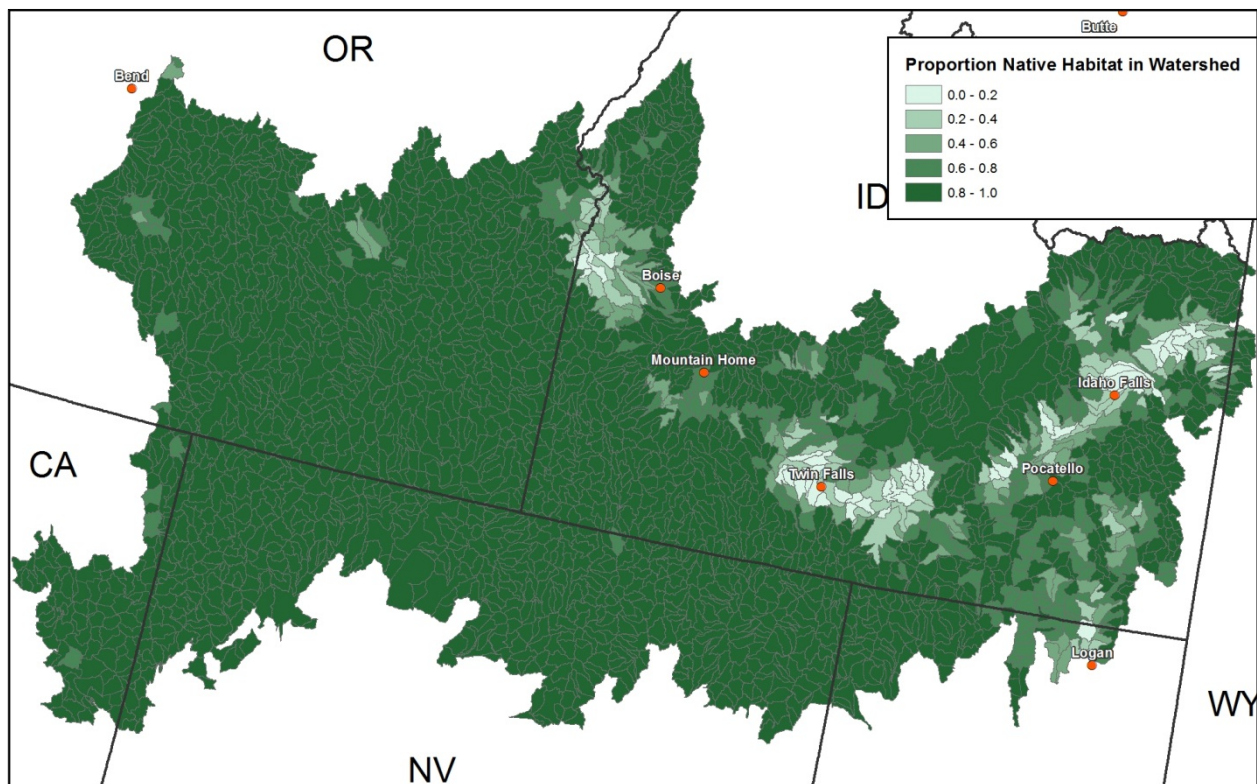 OR
Butte
Bend
Proportion Native Habitat in Watershed
0.0 - 0.2
0.2 - 0.4
0.4 - 0.6
0.6 - 0.8
0.8 - 1.0
ID
Boise
Mountain Home
Idaho Falls
CA
Twin Falls
Pocatello
Logan
WY
NV